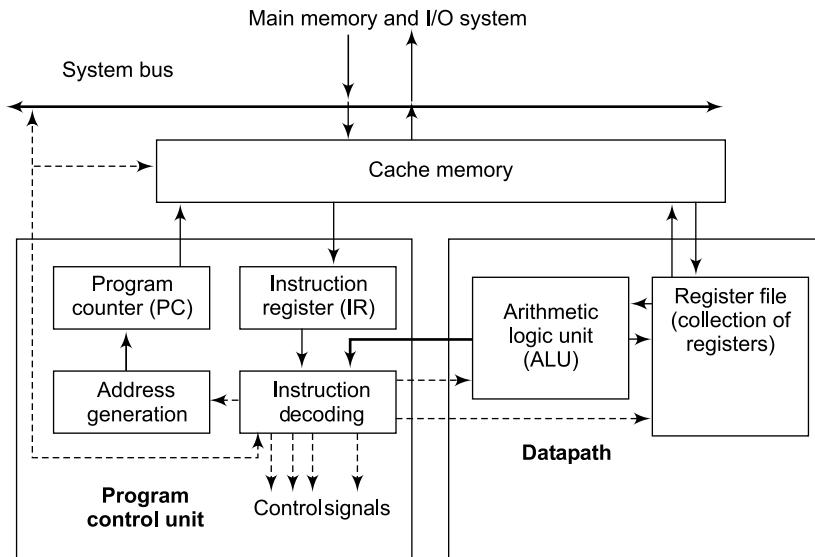 Main memory and I/O system
System bus
Cache memory
Program
counter (PC)
Instruction
register (IR)
Address
generation
Instruction
decoding
Control signals
Program
control unit
Arithmetic
logic unit
(ALU)
Register file
(collection of
registers)
Datapath